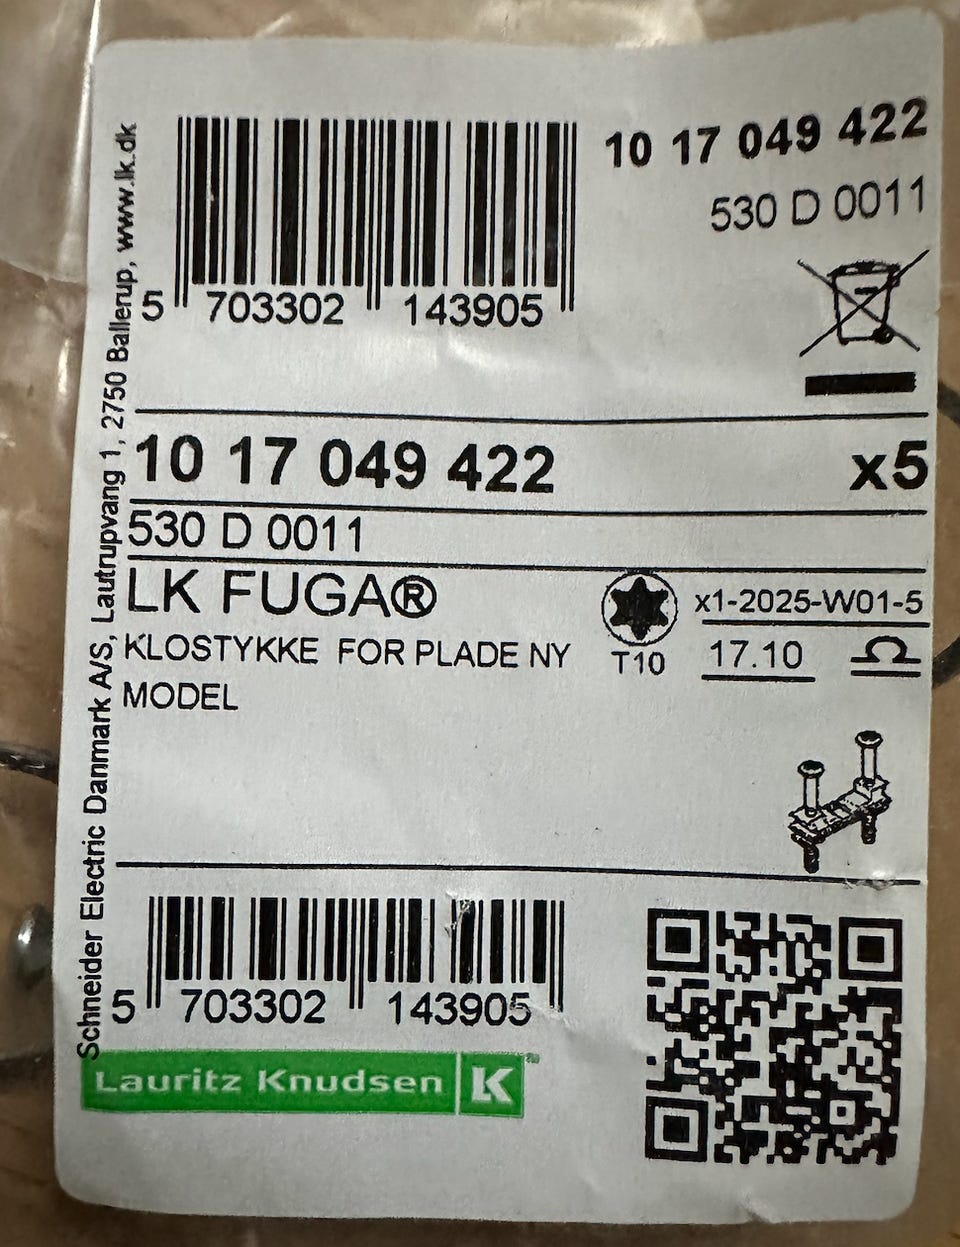 10 17 049 422
530 D 0011
5 703302 143905
Schneider Electric Danmark A/S, Lautrupvang 1, 2750 Ballerup, www.lk.dk
10 17 049 422 x5
530 D 0011
LK FUGA®
x1-2025-W01-5
KLOSTYKKE FOR PLADE NY
MODEL
T10
17.10
5 703302 143905
Lauritz Knudsen LK